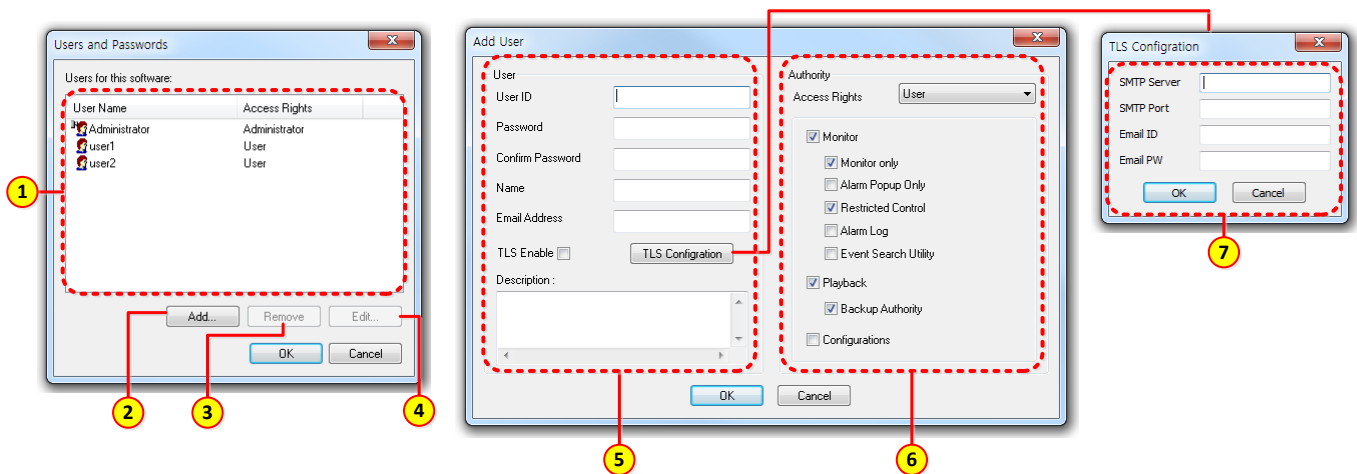 Users and Passwords
Users for this software:
User Name Access Rights
Administrator Administrator
user1 User
user2 User
Add... Remove Edit...
OK Cancel
1
2
3
4
Add User
User
User ID
Password
Confirm Password
Name
Email Address
TLS Enable TLS Configration
Description :
Authority
Access Rights User
Monitor
Monitor only
Alarm Popup Only
Restricted Control
Alarm Log
Event Search Utility
Playback
Backup Authority
Configurations
OK Cancel
5
6
TLS Configration
SMTP Server
SMTP Port
Email ID
Email PW
OK Cancel
7